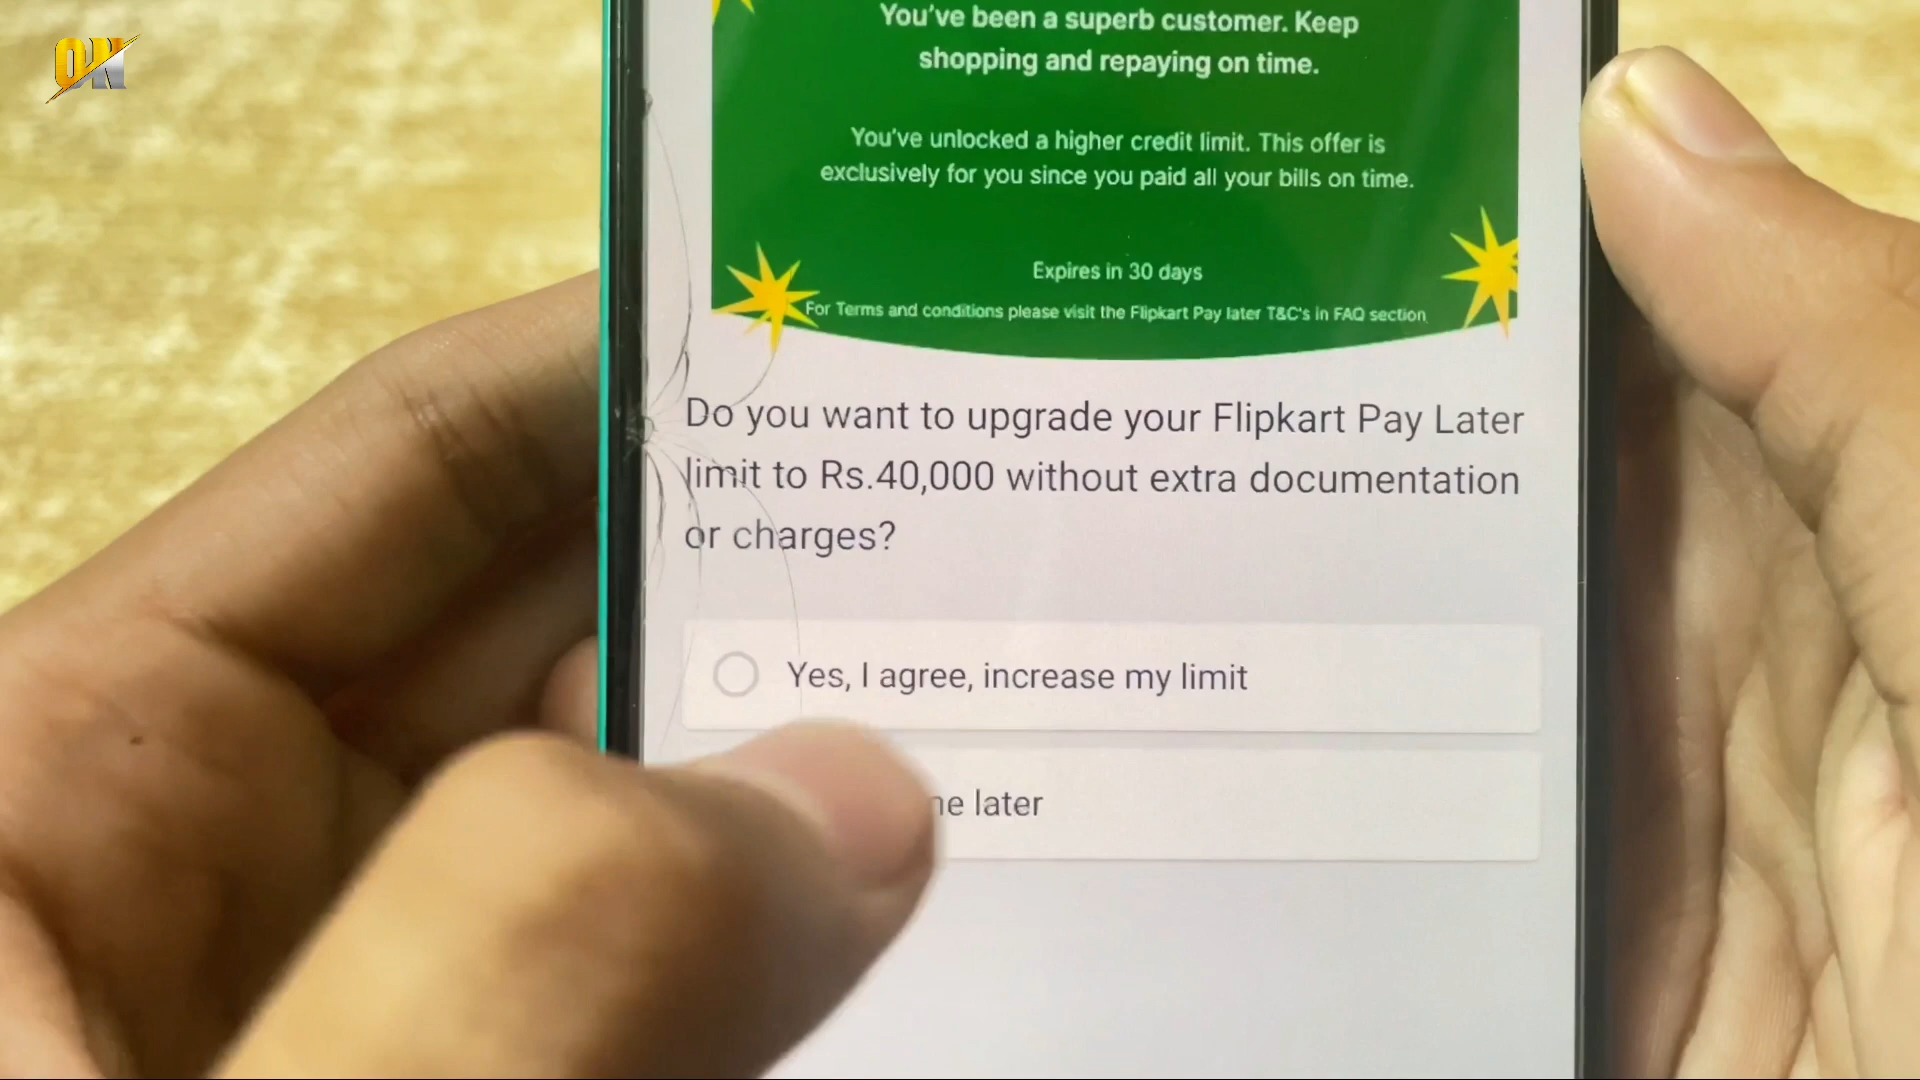 ON
You've been a superb customer. Keep
shopping and repaying on time.
You've unlocked a higher credit limit. This offer is
exclusively for you since you paid all your bills on time.
Expires in 30 days
For Terms and conditions please visit the Flipkart Pay later T&C's in FAQ section
Do you want to upgrade your Flipkart Pay Later
limit to Rs.40,000 without extra documentation
or charges?
Yes, I agree, increase my limit
later